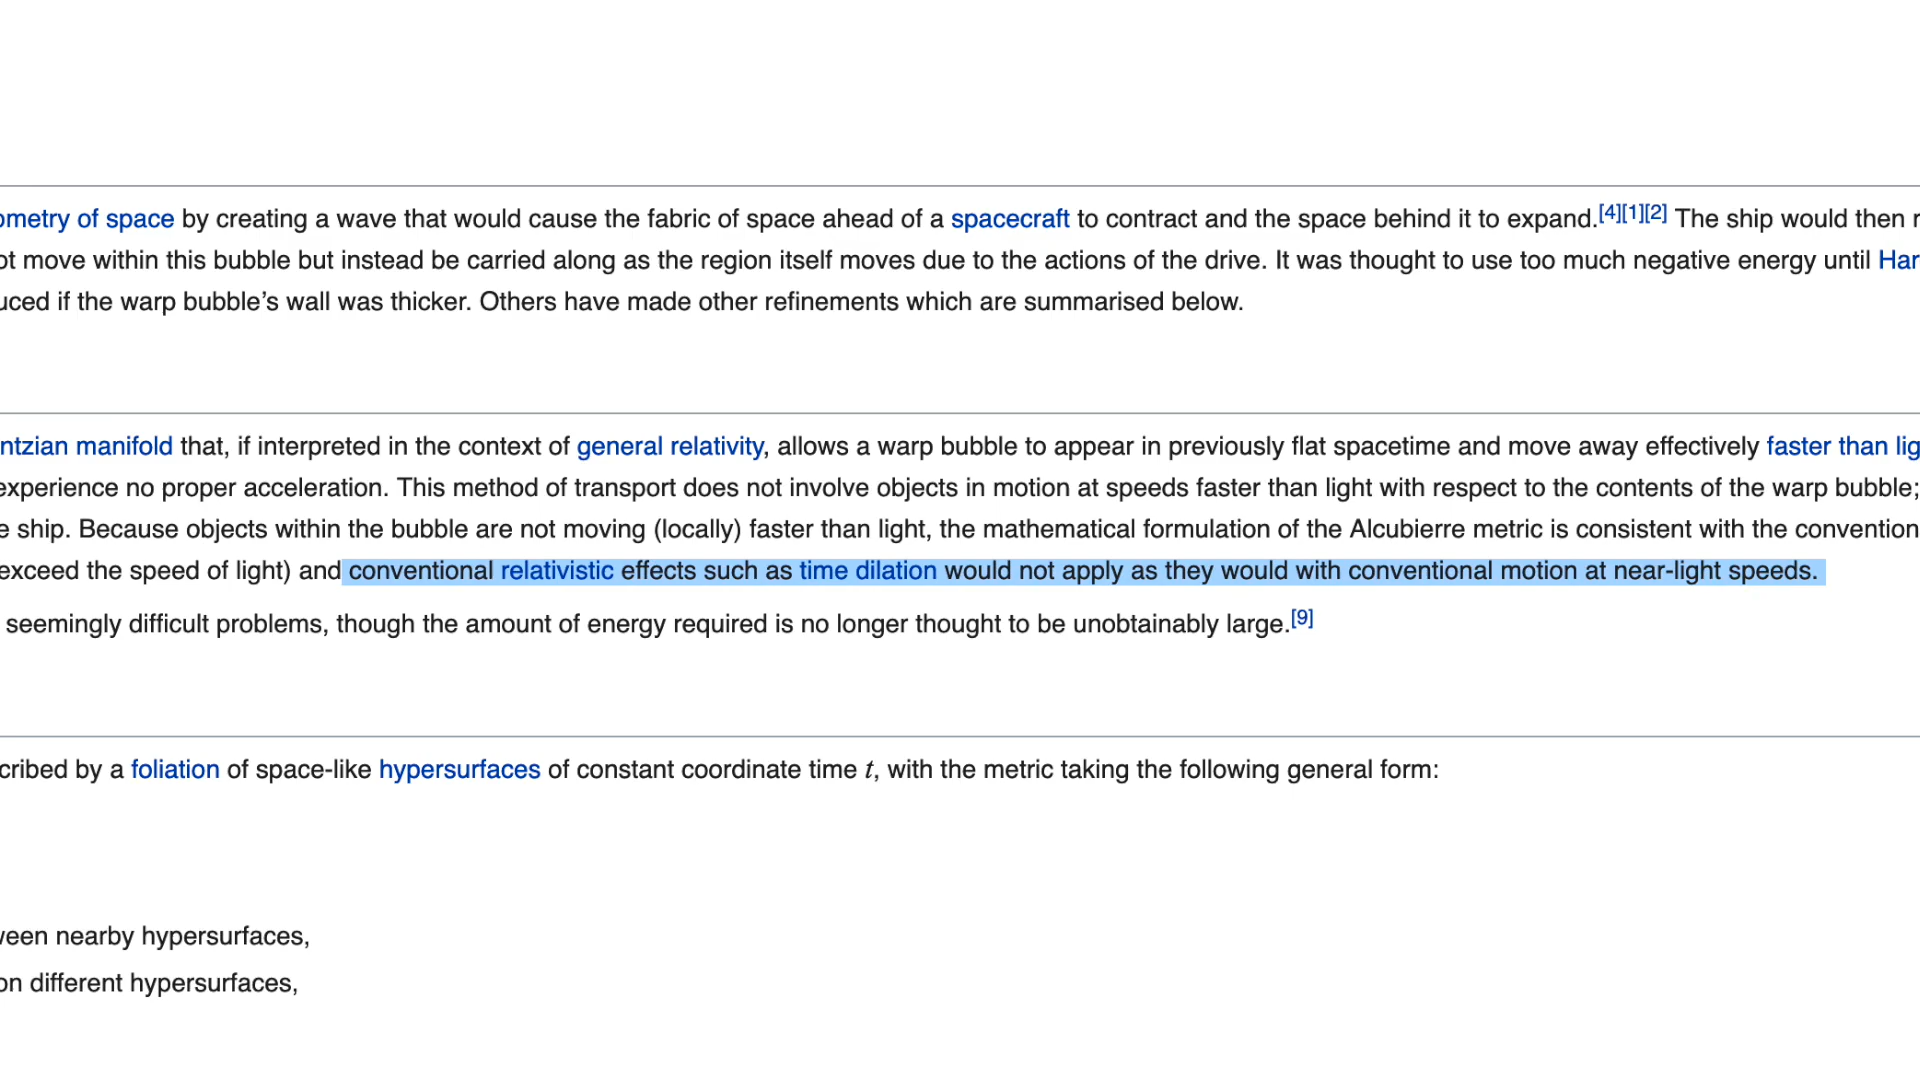 ometry of space by creating a wave that would cause the fabric of space ahead of a spacecraft to contract and the space behind it to expand.[4][1][2] The ship would then
ot move within this bubble but instead be carried along as the region itself moves due to the actions of the drive. It was thought to use too much negative energy until Har
uced if the warp bubble’s wall was thicker. Others have made other refinements which are summarised below.
ntzian manifold that, if interpreted in the context of general relativity, allows a warp bubble to appear in previously flat spacetime and move away effectively faster than lig
experience no proper acceleration. This method of transport does not involve objects in motion at speeds faster than light with respect to the contents of the warp bubble;
e ship. Because objects within the bubble are not moving (locally) faster than light, the mathematical formulation of the Alcubierre metric is consistent with the convention
exceed the speed of light) and conventional relativistic effects such as time dilation would not apply as they would with conventional motion at near-light speeds.
seemingly difficult problems, though the amount of energy required is no longer thought to be unobtainably large.[9]
cribed by a foliation of space-like hypersurfaces of constant coordinate time t, with the metric taking the following general form:
ween nearby hypersurfaces,
on different hypersurfaces,